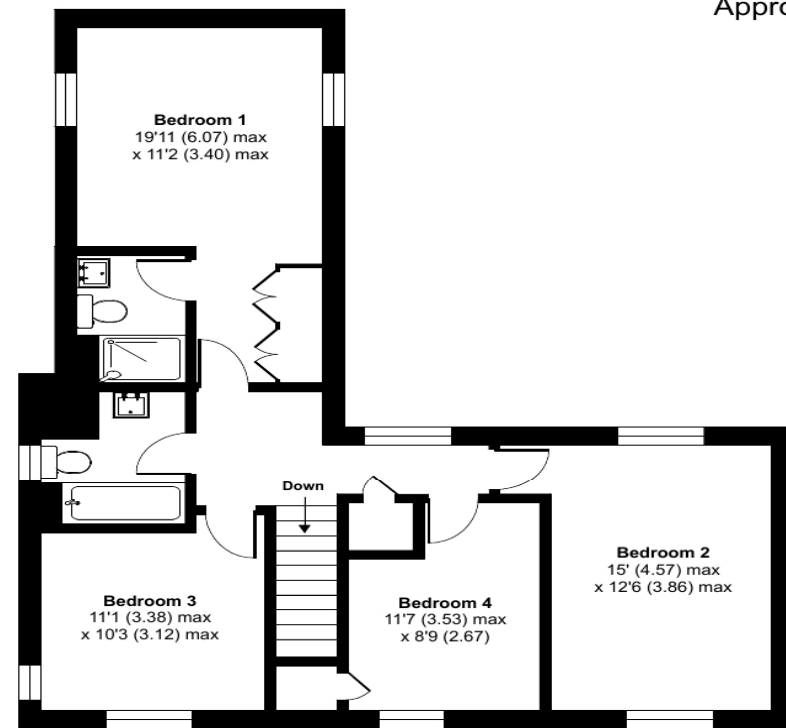 Appro
Bedroom 1
19'11 (6.07) max
x 11'2 (3.40) max
Down
Bedroom 2
15' (4.57) max
x 12'6 (3.86) max
Bedroom 3
11'1 (3.38) max
x 10'3 (3.12) max
Bedroom 4
11'7 (3.53) max
x 8'9 (2.67)